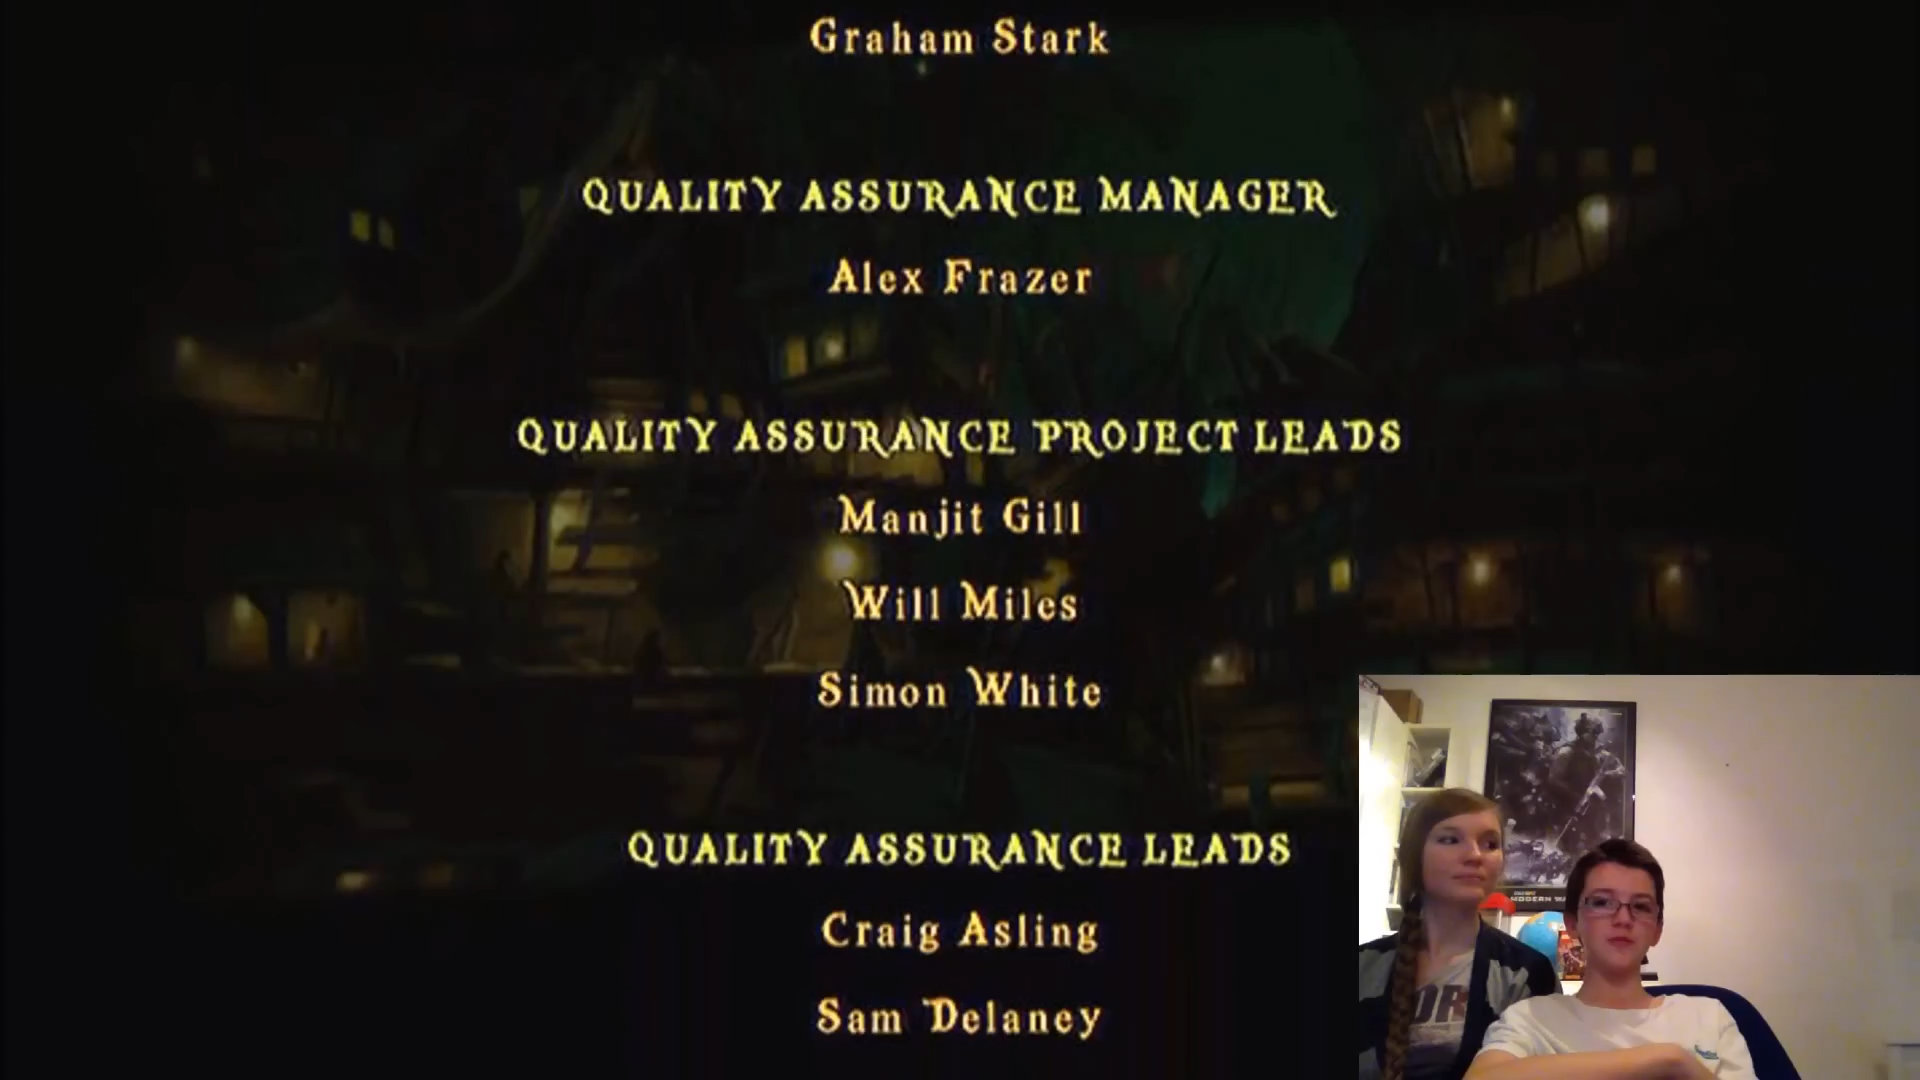 Graham Stark
QUALITY ASSURANCE MANAGER
Alex Frazer
QUALITY ASSURANCE PROJECT LEADS
Manjit Gill
Will Miles
Simon White
QUALITY ASSURANCE LEADS
Craig Asling
Sam Delaney
MODERN